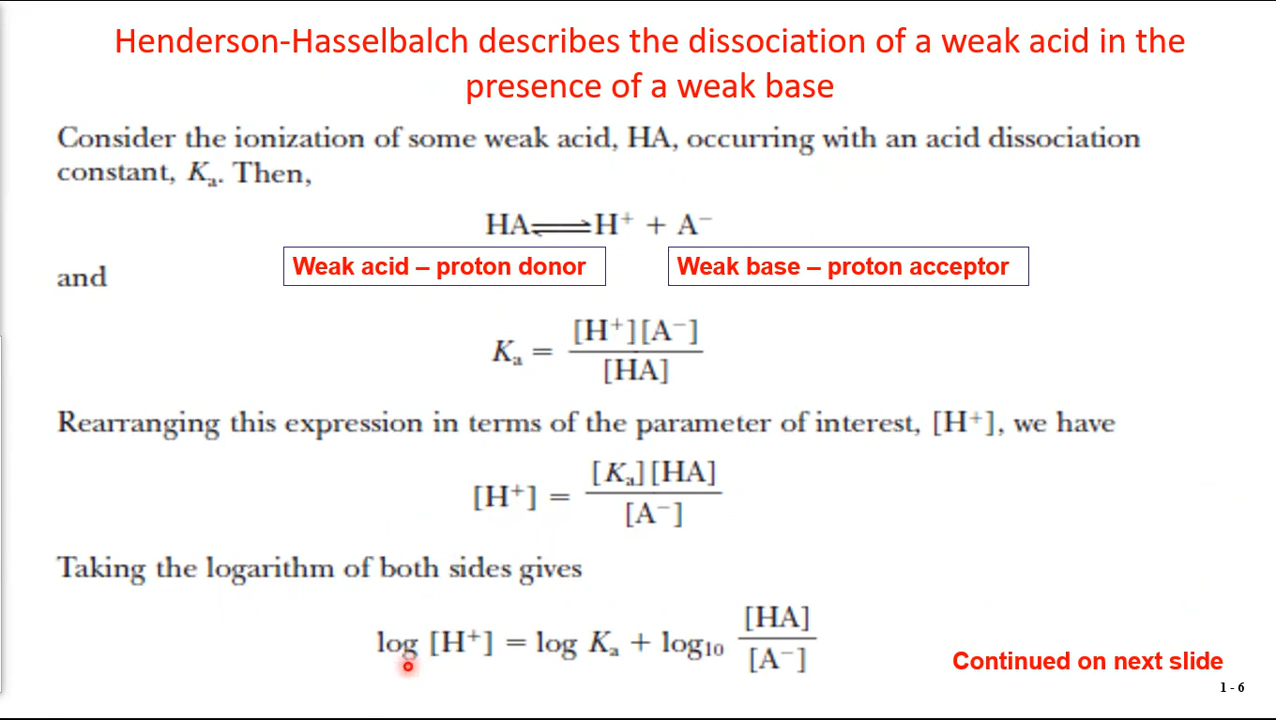 Henderson-Hasselbalch describes the dissociation of a weak acid in the
presence of a weak base
Consider the ionization of some weak acid, HA, occurring with an acid dissociation
constant, Kₐ. Then,
HA⇌H⁺ + A⁻
Weak acid – proton donor
Weak base – proton acceptor
and
Kₐ = [H⁺][A⁻] / [HA]
Rearranging this expression in terms of the parameter of interest, [H⁺], we have
[H⁺] = [Kₐ][HA] / [A⁻]
Taking the logarithm of both sides gives
log [H⁺] = log Kₐ + log₁₀ [HA] / [A⁻]
Continued on next slide
1 - 6